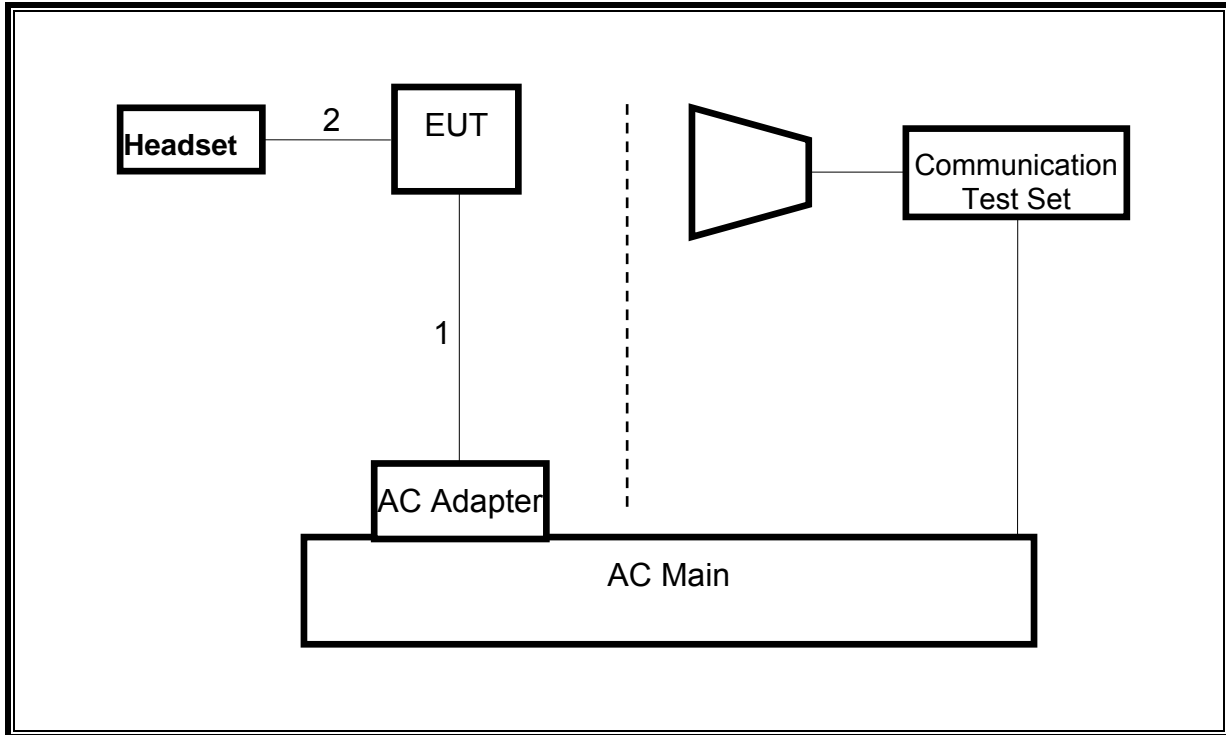 Headset
2
EUT
Communication
Test Set
1
AC Adapter
AC Main